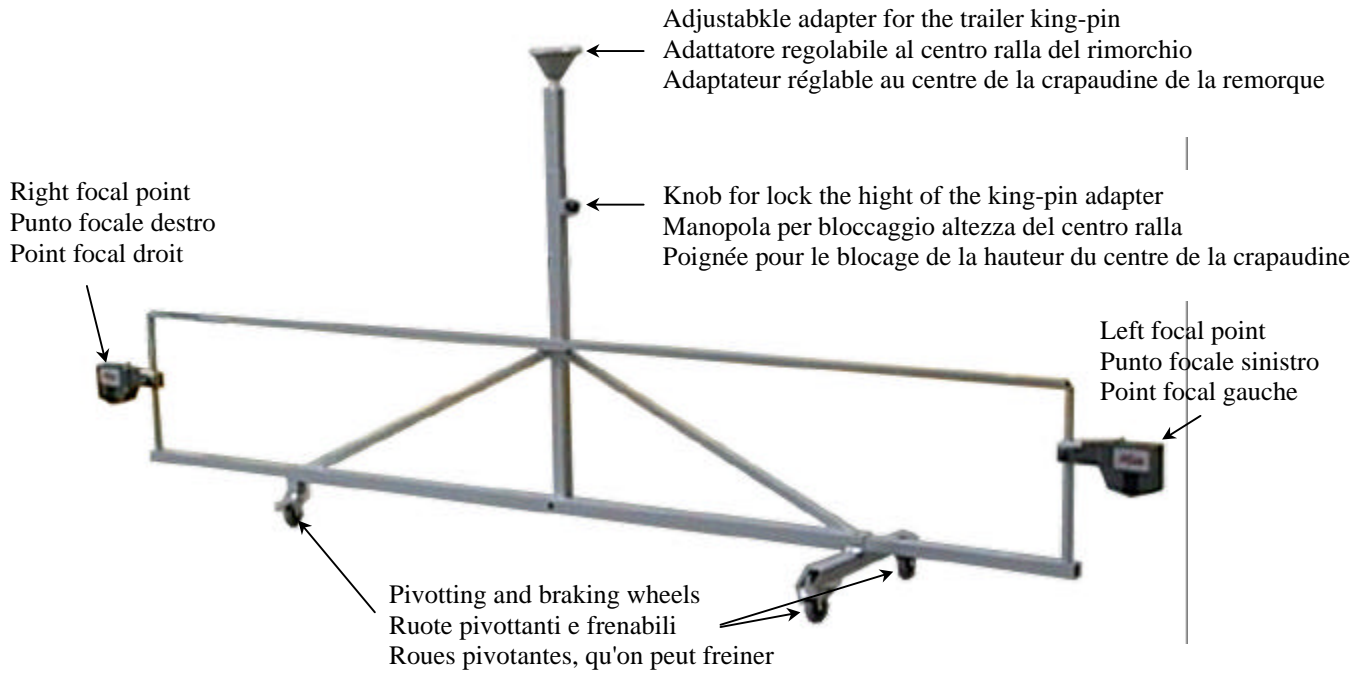 Adjustabkle adapter for the trailer king-pin
Adattatore regolabile al centro ralla del rimorchio
Adaptateur réglable au centre de la crapaudine de la remorque
Right focal point
Punto focale destro
Point focal droit
Knob for lock the hight of the king-pin adapter
Manopola per bloccaggio altezza del centro ralla
Poignée pour le blocage de la hauteur du centre de la crapaudine
Left focal point
Punto focale sinistro
Point focal gauche
Pivotting and braking wheels
Ruote pivottanti e frenabili
Roues pivotantes, qu'on peut freiner